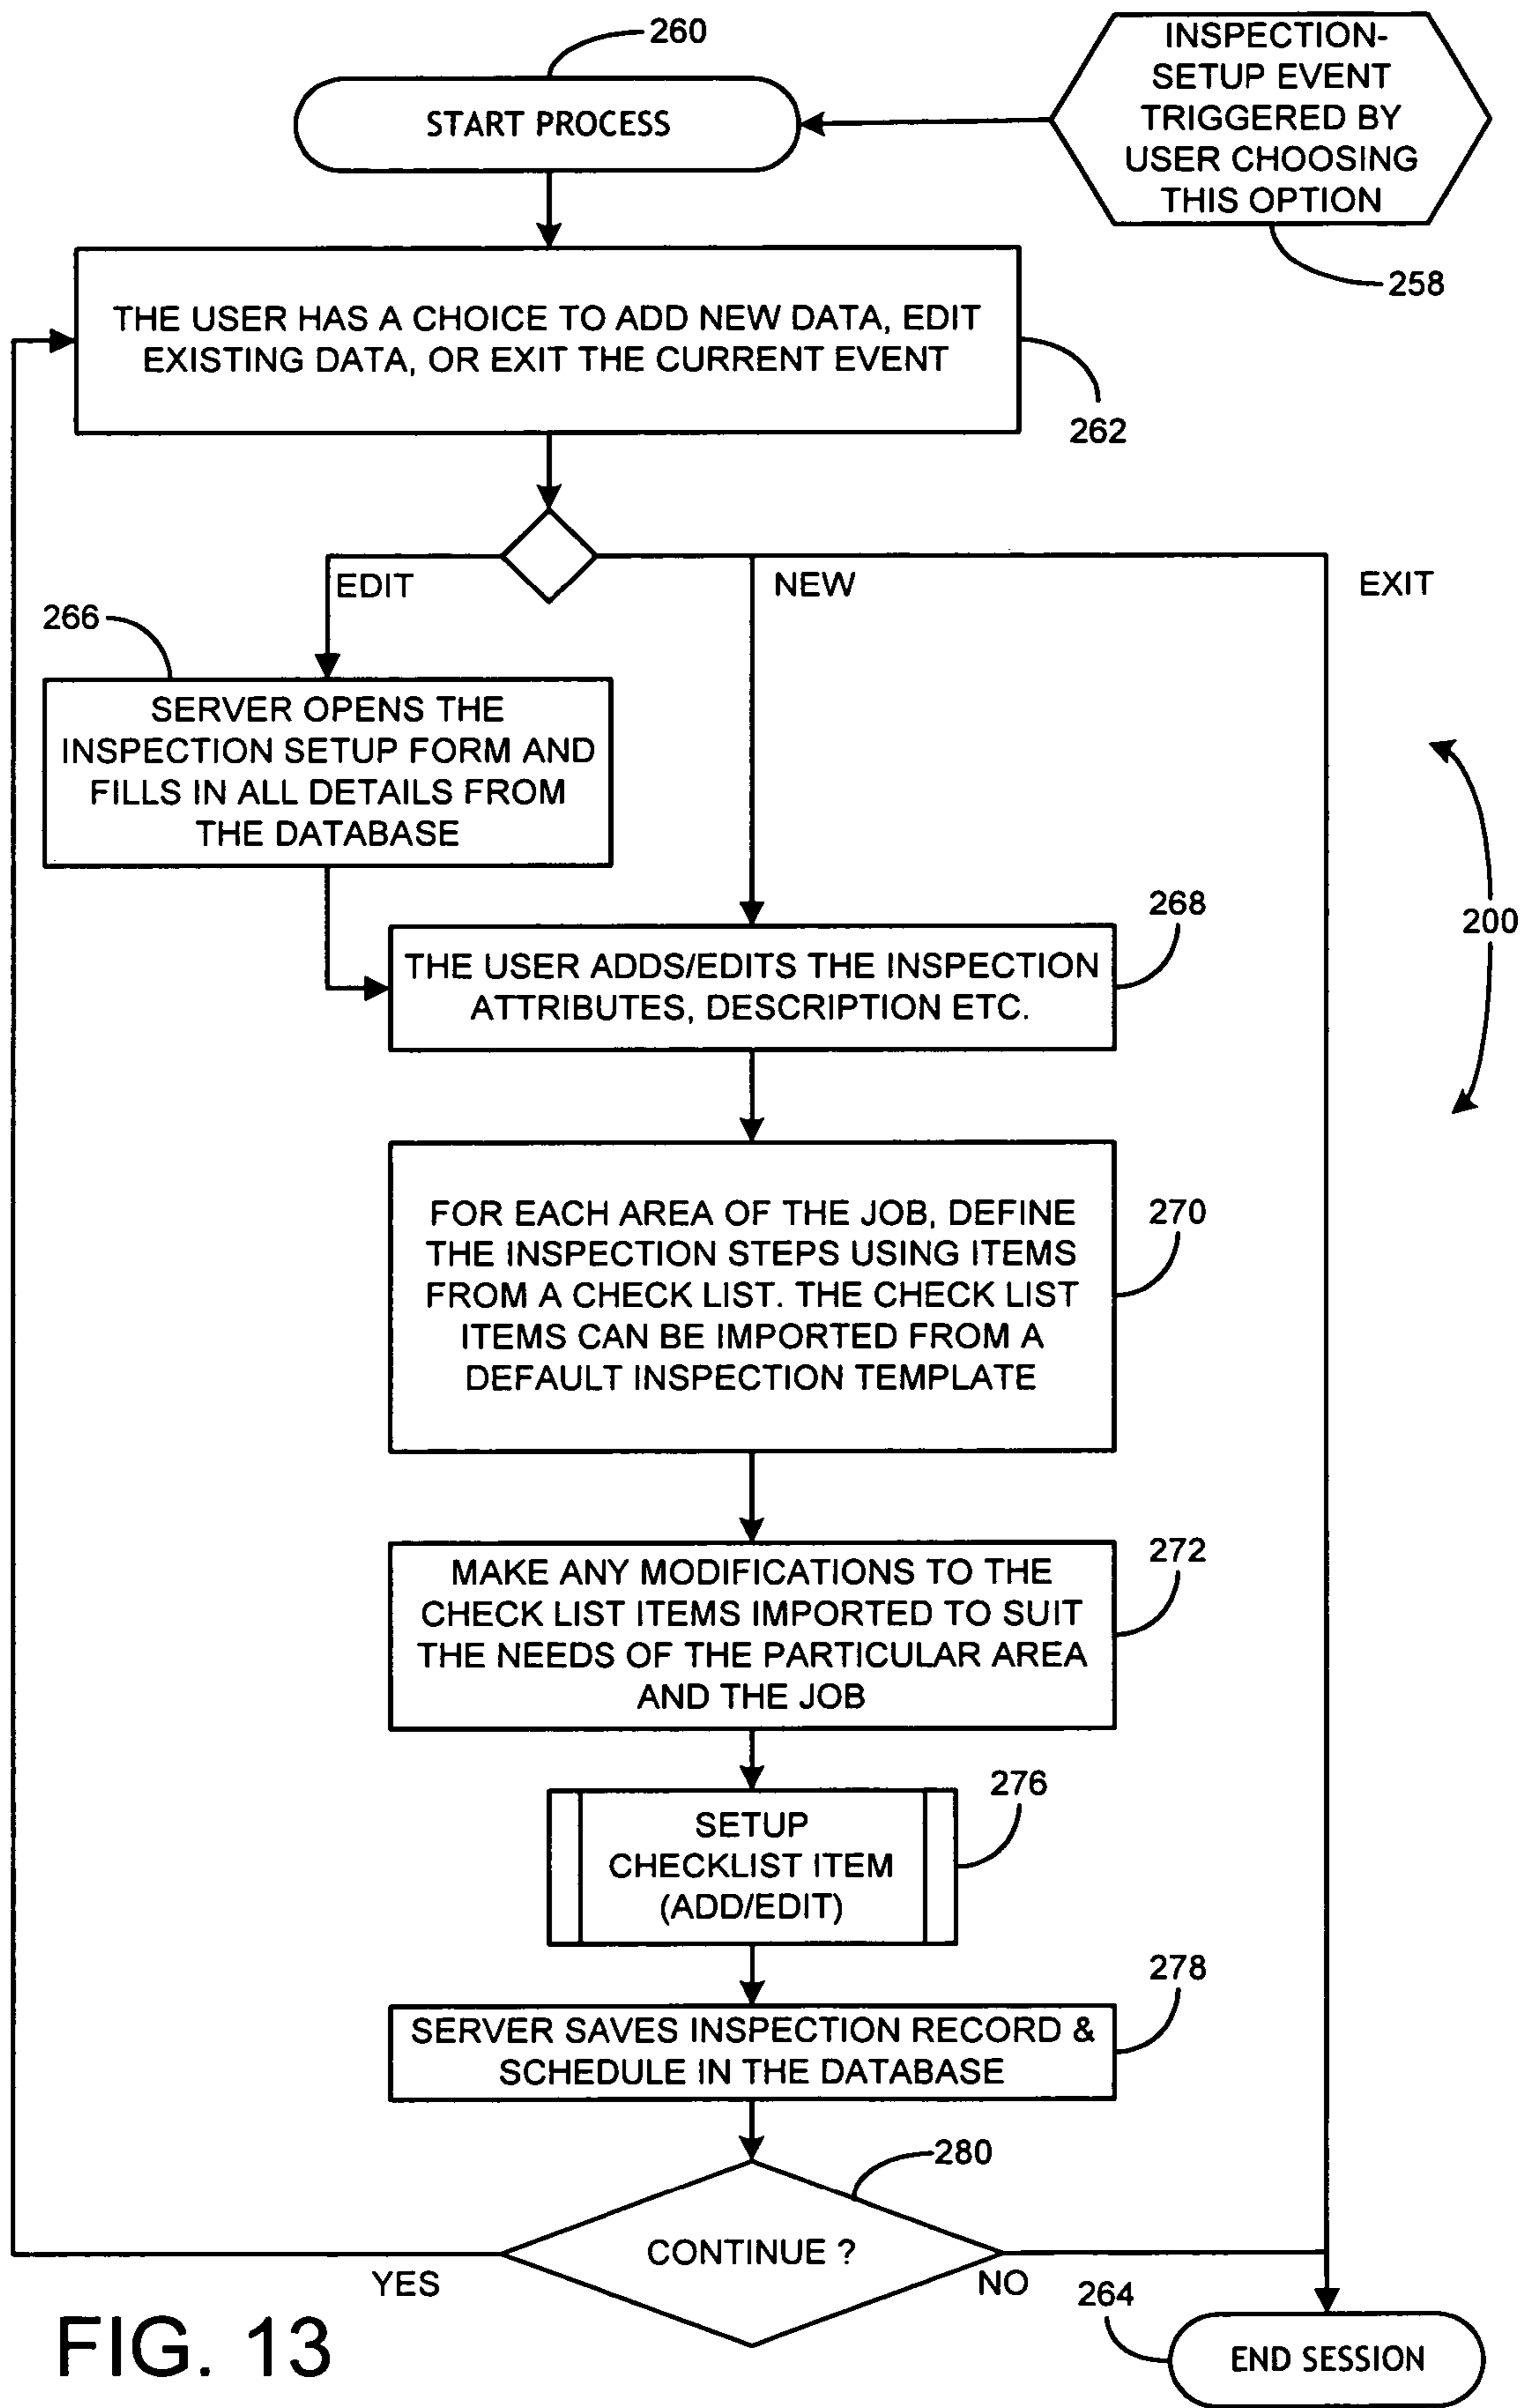 260
START PROCESS
INSPECTION-
SETUP EVENT
TRIGGERED BY
USER CHOOSING
THIS OPTION
258
THE USER HAS A CHOICE TO ADD NEW DATA, EDIT
EXISTING DATA, OR EXIT THE CURRENT EVENT
262
EDIT
NEW
EXIT
266
SERVER OPENS THE
INSPECTION SETUP FORM AND
FILLS IN ALL DETAILS FROM
THE DATABASE
200
268
THE USER ADDS/EDITS THE INSPECTION
ATTRIBUTES, DESCRIPTION ETC.
270
FOR EACH AREA OF THE JOB, DEFINE
THE INSPECTION STEPS USING ITEMS
FROM A CHECK LIST. THE CHECK LIST
ITEMS CAN BE IMPORTED FROM A
DEFAULT INSPECTION TEMPLATE
272
MAKE ANY MODIFICATIONS TO THE
CHECK LIST ITEMS IMPORTED TO SUIT
THE NEEDS OF THE PARTICULAR AREA
AND THE JOB
276
SETUP
CHECKLIST ITEM
(ADD/EDIT)
278
SERVER SAVES INSPECTION RECORD &
SCHEDULE IN THE DATABASE
280
CONTINUE ?
YES
NO
264
END SESSION
FIG. 13